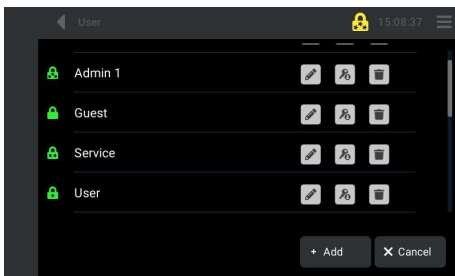 User 15:08:37
Admin 1
Guest
Service
User
+ Add × Cancel